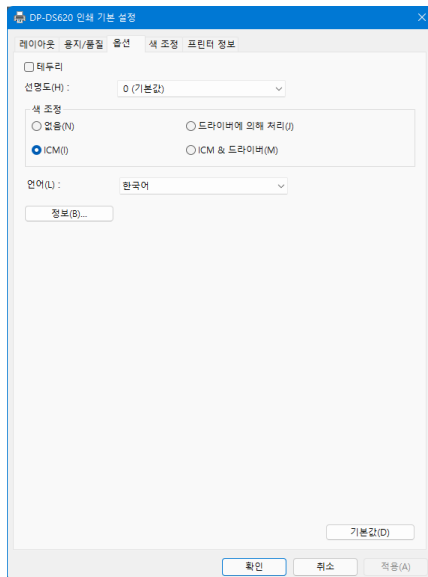 DP-DS620 인쇄 기본 설정
레이아웃 용지/품질 옵션 색 조정 프린터 정보
테두리
선명도(H) : 0 (기본값)
색 조정
없음(N) 드라이버에 의해 처리(J)
ICM(I) ICM & 드라이버(M)
언어(L) : 한국어
정보(B)...
기본값(D)
확인 취소 적용(A)